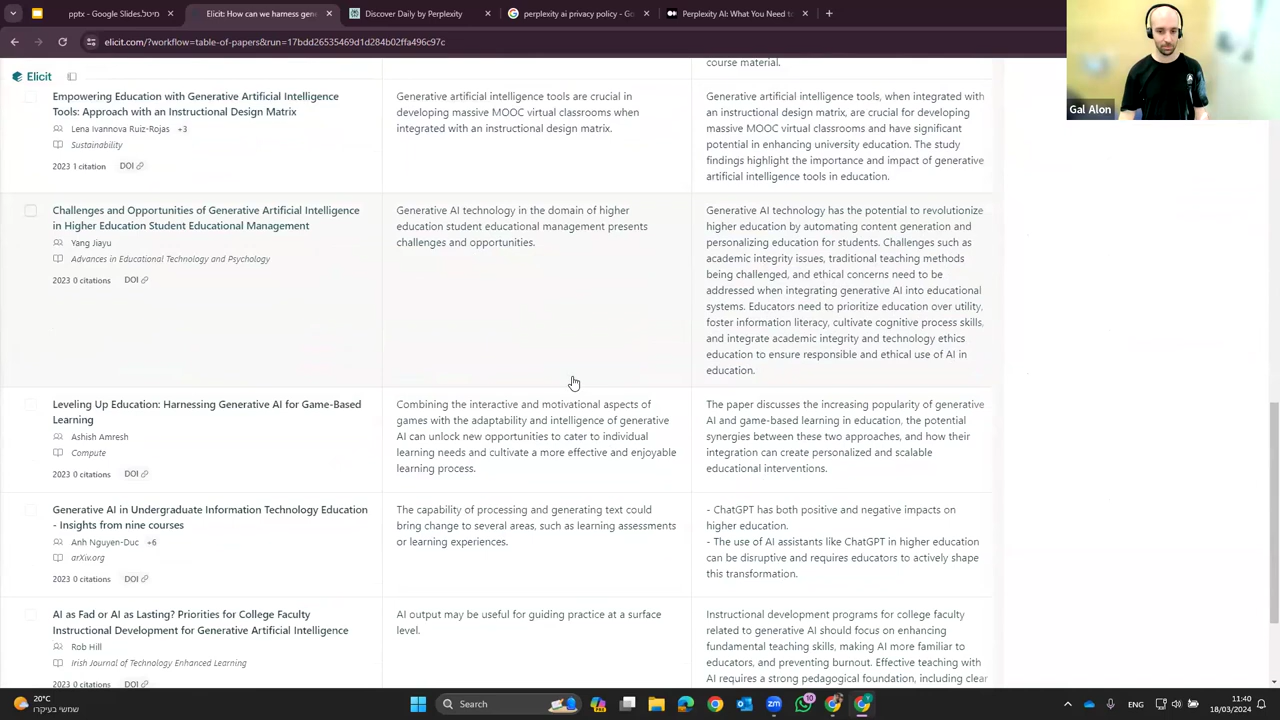 מיטל.pptx - Google Slides
Elicit: How can we harness gener
Discover Daily by Perplexity
perplexity ai privacy policy - Go
Perplexity AI: What You Need to
elicit.com/?workflow=table-of-papers&run=17bdd26535469d1d284b02ffa496c97c
Gal Alon
Elicit
course material.
Empowering Education with Generative Artificial Intelligence
Tools: Approach with an Instructional Design Matrix
Lena Ivannova Ruiz-Rojas +3
Sustainability
2023 1 citation DOI
Generative artificial intelligence tools are crucial in
developing massive MOOC virtual classrooms when
integrated with an instructional design matrix.
Generative artificial intelligence tools, when integrated with
an instructional design matrix, are crucial for developing
massive MOOC virtual classrooms and have significant
potential in enhancing university education. The study
findings highlight the importance and impact of generative
artificial intelligence tools in education.
Challenges and Opportunities of Generative Artificial Intelligence
in Higher Education Student Educational Management
Yang Jiayu
Advances in Educational Technology and Psychology
2023 0 citations DOI
Generative AI technology in the domain of higher
education student educational management presents
challenges and opportunities.
Generative AI technology has the potential to revolutionize
higher education by automating content generation and
personalizing education for students. Challenges such as
academic integrity issues, traditional teaching methods
being challenged, and ethical concerns need to be
addressed when integrating generative AI into educational
systems. Educators need to prioritize education over utility,
foster information literacy, cultivate cognitive process skills,
and integrate academic integrity and technology ethics
education to ensure responsible and ethical use of AI in
education.
Leveling Up Education: Harnessing Generative AI for Game-Based
Learning
Ashish Amresh
Compute
2023 0 citations DOI
Combining the interactive and motivational aspects of
games with the adaptability and intelligence of generative
AI can unlock new opportunities to cater to individual
learning needs and cultivate a more effective and enjoyable
learning process.
The paper discusses the increasing popularity of generative
AI and game-based learning in education, the potential
synergies between these two approaches, and how their
integration can create personalized and scalable
educational interventions.
Generative AI in Undergraduate Information Technology Education
- Insights from nine courses
Anh Nguyen-Duc +6
arXiv.org
2023 0 citations DOI
The capability of processing and generating text could
bring change to several areas, such as learning assessments
or learning experiences.
- ChatGPT has both positive and negative impacts on
higher education.
- The use of AI assistants like ChatGPT in higher education
can be disruptive and requires educators to actively shape
this transformation.
AI as Fad or AI as Lasting? Priorities for College Faculty
Instructional Development for Generative Artificial Intelligence
Rob Hill
Irish Journal of Technology Enhanced Learning
2023 0 citations DOI
AI output may be useful for guiding practice at a surface
level.
Instructional development programs for college faculty
related to generative AI should focus on enhancing
fundamental teaching skills, making AI more familiar to
educators, and preventing burnout. Effective teaching with
AI requires a strong pedagogical foundation, including clear
20°C
שמשי בעיקרו
Search
10
ENG
11:40
18/03/2024